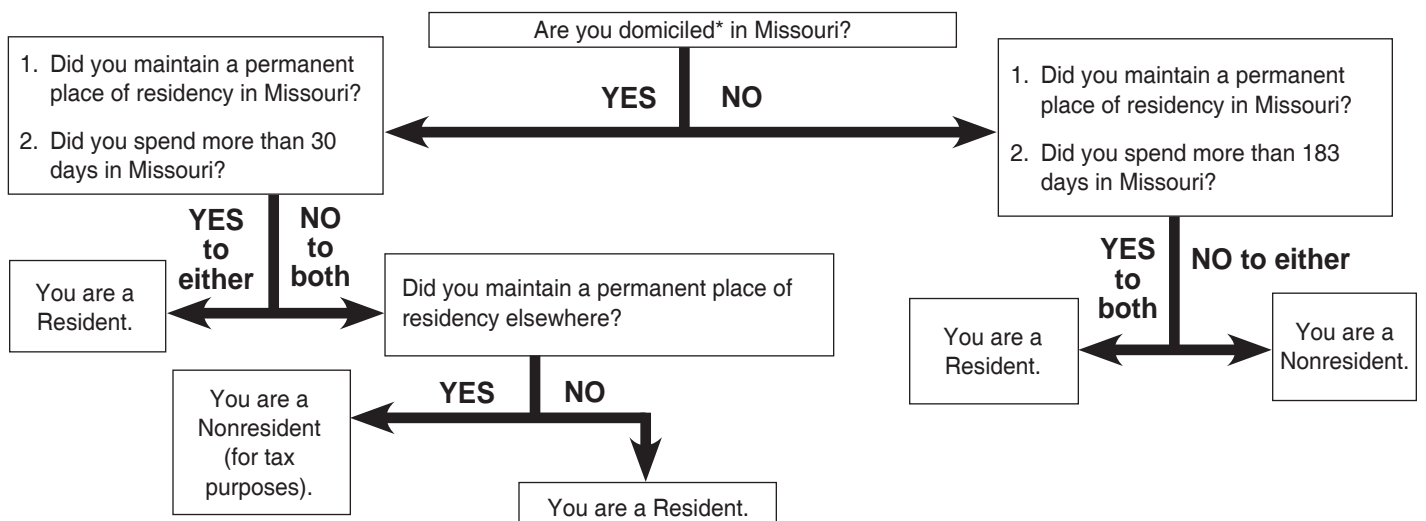 Are you domiciled* in Missouri?
YES
NO
1. Did you maintain a permanent
place of residency in Missouri?
2. Did you spend more than 30
days in Missouri?
1. Did you maintain a permanent
place of residency in Missouri?
2. Did you spend more than 183
days in Missouri?
YES
to
either
NO
to
both
You are a
Resident.
Did you maintain a permanent place of
residency elsewhere?
YES
to
both
NO to either
You are a
Resident.
You are a
Nonresident.
YES
NO
You are a
Nonresident
(for tax
purposes).
You are a Resident.